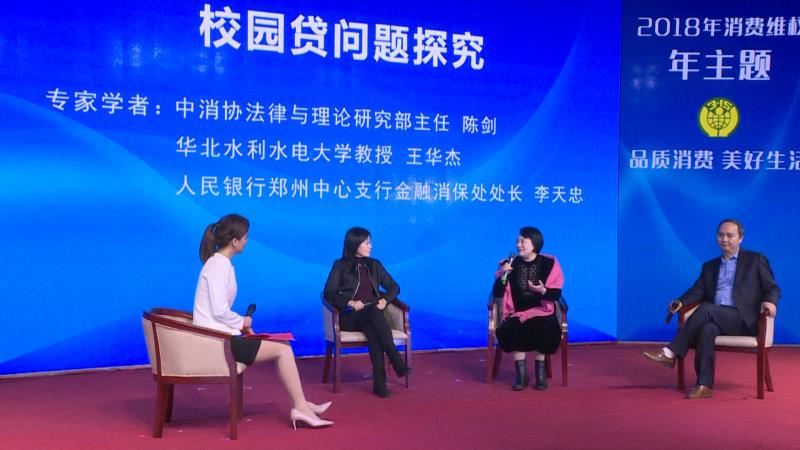 校园贷问题探究
专家学者：中消协法律与理论研究部主任 陈剑
华北水利水电大学教授 王华杰
人民银行郑州中心支行金融消保处处长 李天忠
2018年消费维权
年主题
品质消费 美好生活